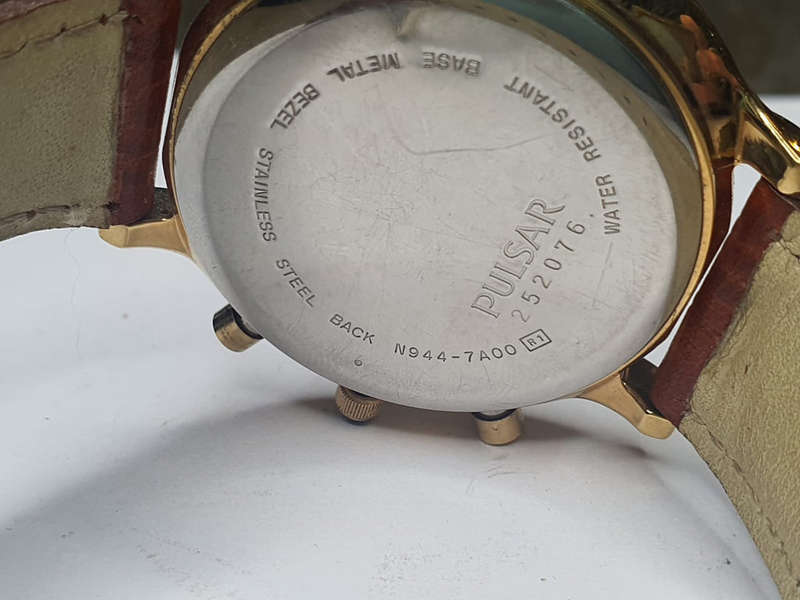 PULSAR
252076
WATER RESISTANT BASE METAL BEZEL STAINLESS STEEL BACK N944-7A00 R1